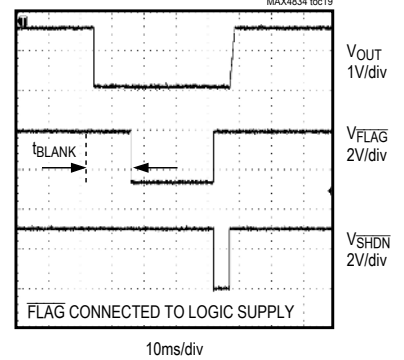 MAX4834 toc19
VOUT
1V/div
tBLANK
VFLAG
2V/div
VSHDN
2V/div
FLAG CONNECTED TO LOGIC SUPPLY
10ms/div